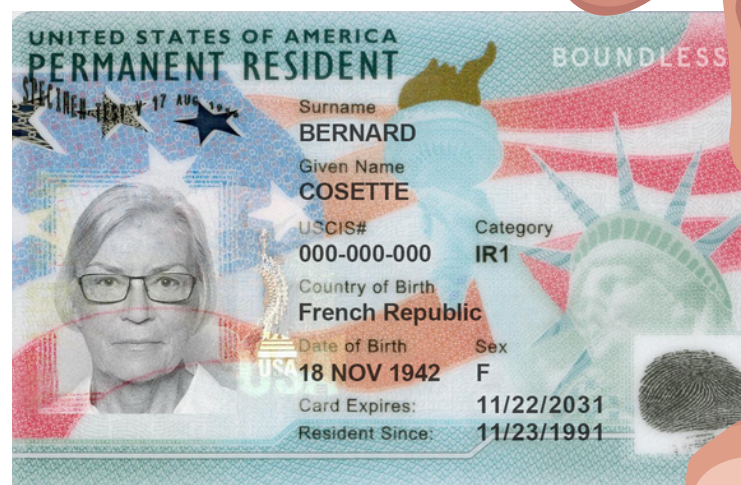 UNITED STATES OF AMERICA
PERMANENT RESIDENT
BOUNDLESS
SPECIMEN TEST V 17 AUG
Surname
BERNARD
Given Name
COSETTE
USCIS# Category
000-000-000 IR1
Country of Birth
French Republic
Date of Birth Sex
18 NOV 1942 F
Card Expires: 11/22/2031
Resident Since: 11/23/1991
USA